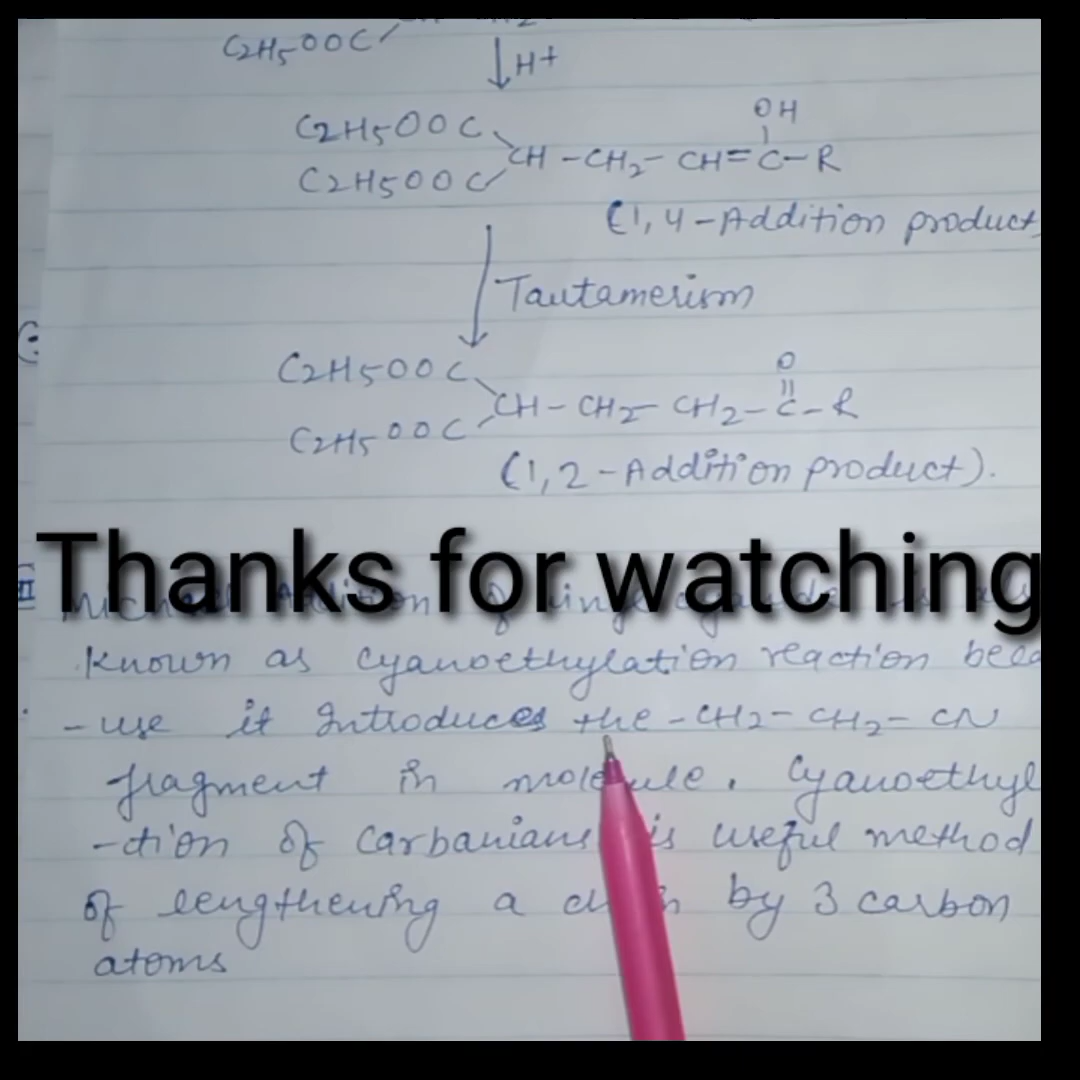 C2H5OOC
↓H+
OH
C2H5OOC
CH-CH2-CH=C-R
C2H5OOC
(1,4-Addition product
Tautamerism
O
C2H5OOC
CH-CH2-CH2-C-R
C2H5OOC
(1,2-Addition product).
Thanks for watching
Known as cyanoethylation reaction beca
-use it Introduces the -CH2-CH2-CN
fragment in molecule. Cyanoethyl
-tion of Carbanians is useful method
of lengthening a by 3 carbon
atoms